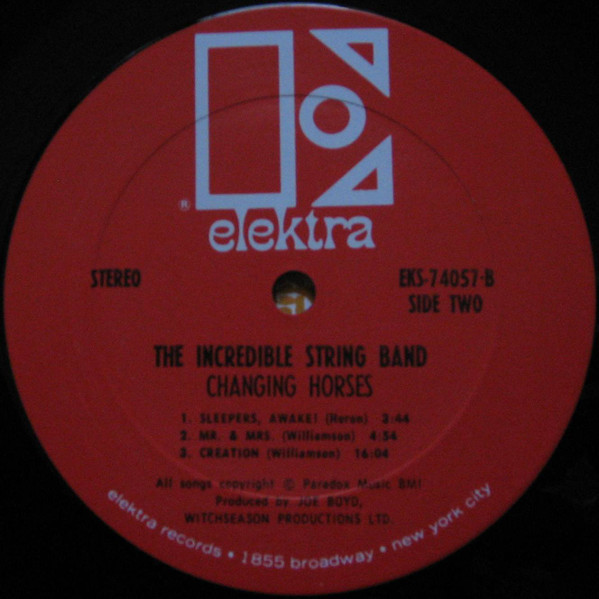 ®
elektra
STEREO
EKS-74057-B
SIDE TWO
THE INCREDIBLE STRING BAND
CHANGING HORSES
1. SLEEPERS, AWAKE! (Heron) 3:44
2. MR. & MRS. (Williamson) 4:54
3. CREATION (Williamson) 16:04
All songs copyright © Paradox Music BMI
Produced by JOE BOYD,
WITCHSEASON PRODUCTIONS LTD.
elektra records • 1855 broadway • new york city